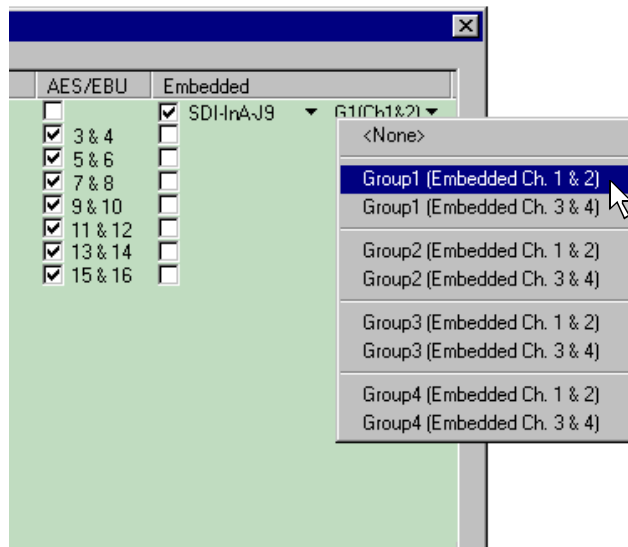 AES/EBU Embedded
SDI-InA-J9 G1(Ch1&2)
3 & 4
5 & 6
7 & 8
9 & 10
11 & 12
13 & 14
15 & 16
<None>
Group1 (Embedded Ch. 1 & 2)
Group1 (Embedded Ch. 3 & 4)
Group2 (Embedded Ch. 1 & 2)
Group2 (Embedded Ch. 3 & 4)
Group3 (Embedded Ch. 1 & 2)
Group3 (Embedded Ch. 3 & 4)
Group4 (Embedded Ch. 1 & 2)
Group4 (Embedded Ch. 3 & 4)